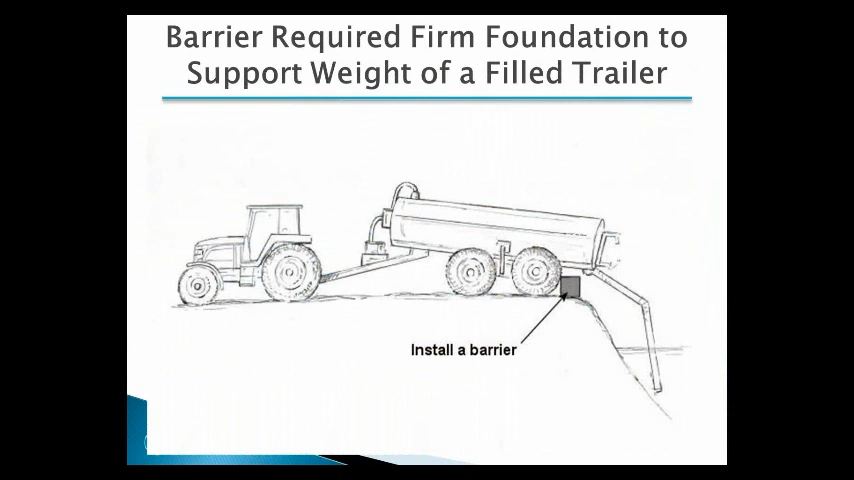 Barrier Required Firm Foundation to
Support Weight of a Filled Trailer
Install a barrier